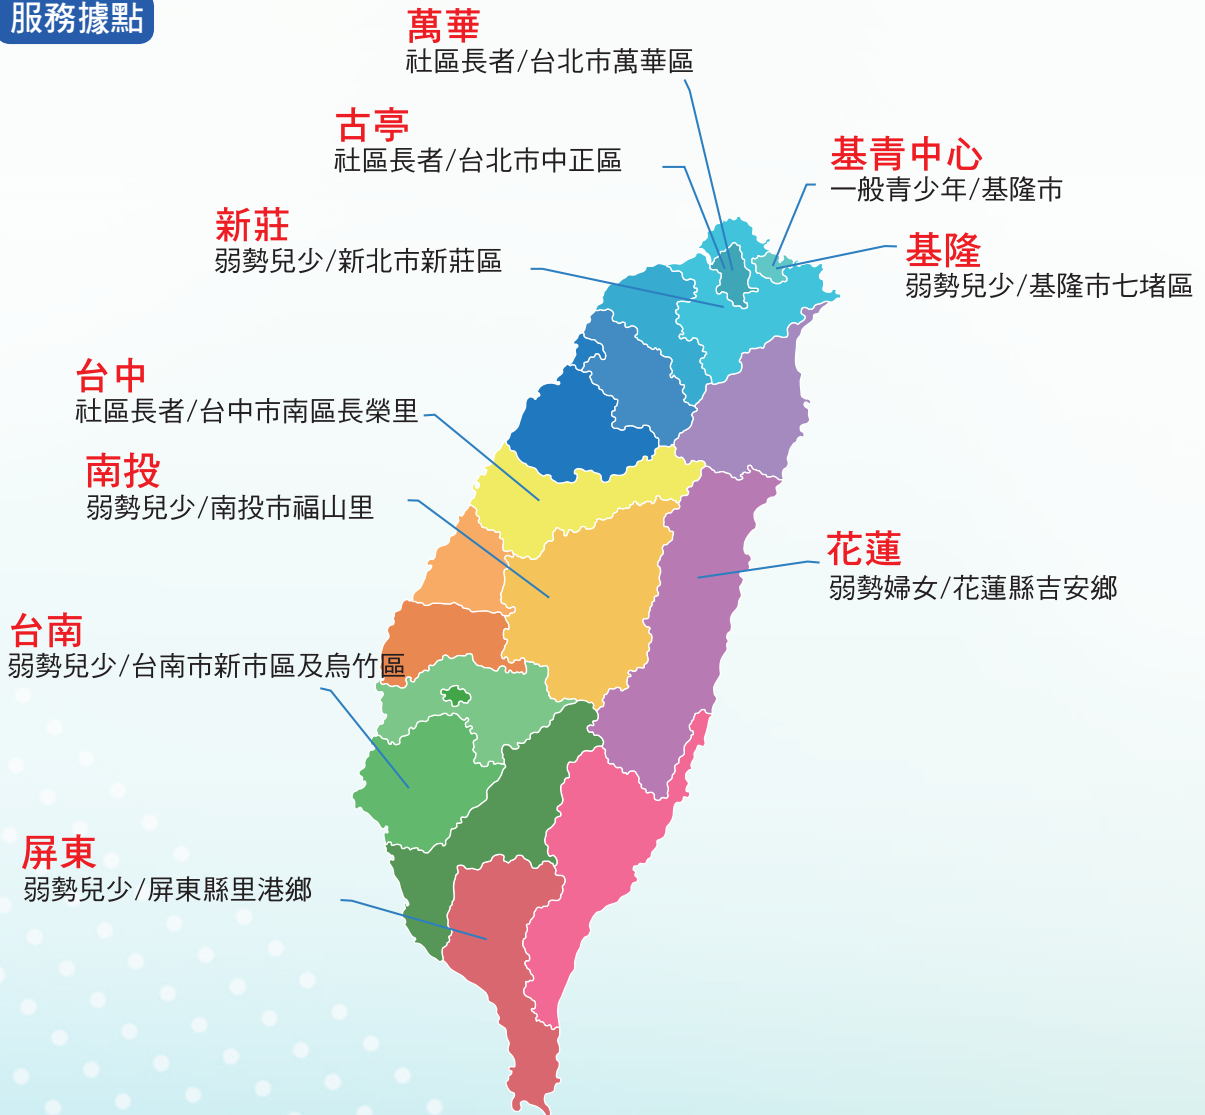 服務據點
萬華
社區長者/台北市萬華區
古亭
社區長者/台北市中正區
基青中心
一般青少年/基隆市
新莊
弱勢兒少/新北市新莊區
基隆
弱勢兒少/基隆市七堵區
台中
社區長者/台中市南區長榮里
南投
弱勢兒少/南投市福山里
花蓮
弱勢婦女/花蓮縣吉安鄉
台南
弱勢兒少/台南市新市區及烏竹區
屏東
弱勢兒少/屏東縣里港鄉